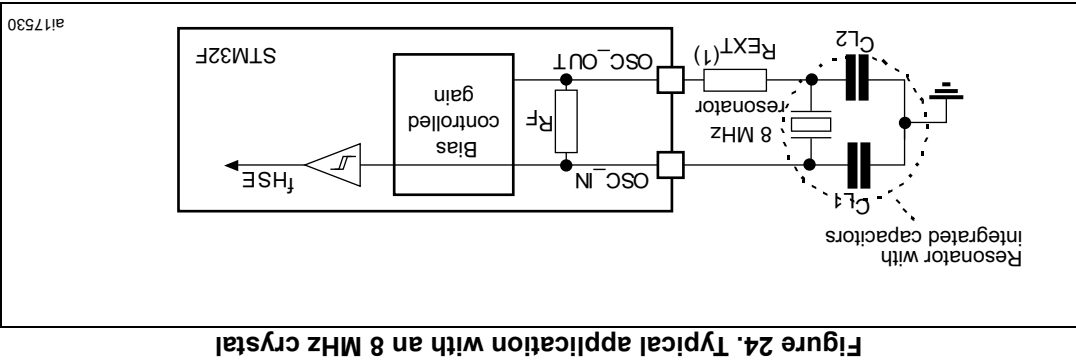 Figure 24. Typical application with an 8 MHz crystal
Resonator with
integrated capacitors
CL1
OSC_IN
fHSE
8 MHz
resonator
RF
Bias
controlled
gain
REXT(1)
OSC_OUT
CL2
STM32F
ai17530